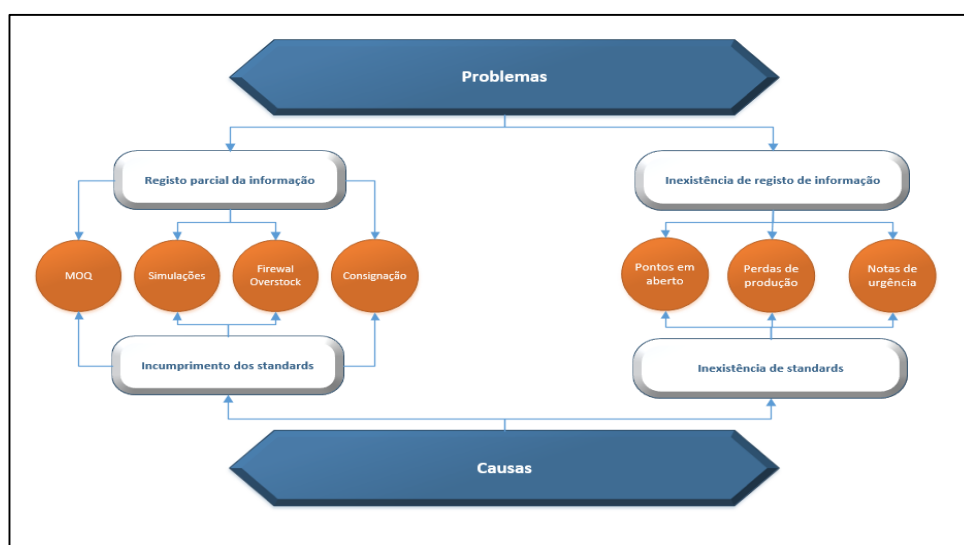 Problemas
Registo parcial da informação
Inexistência de registo de informação
MOQ
Simulações
Firewal
Overstock
Consignação
Pontos em
aberto
Perdas de
produção
Notas de
urgência
Incumprimento dos standards
Inexistência de standards
Causas